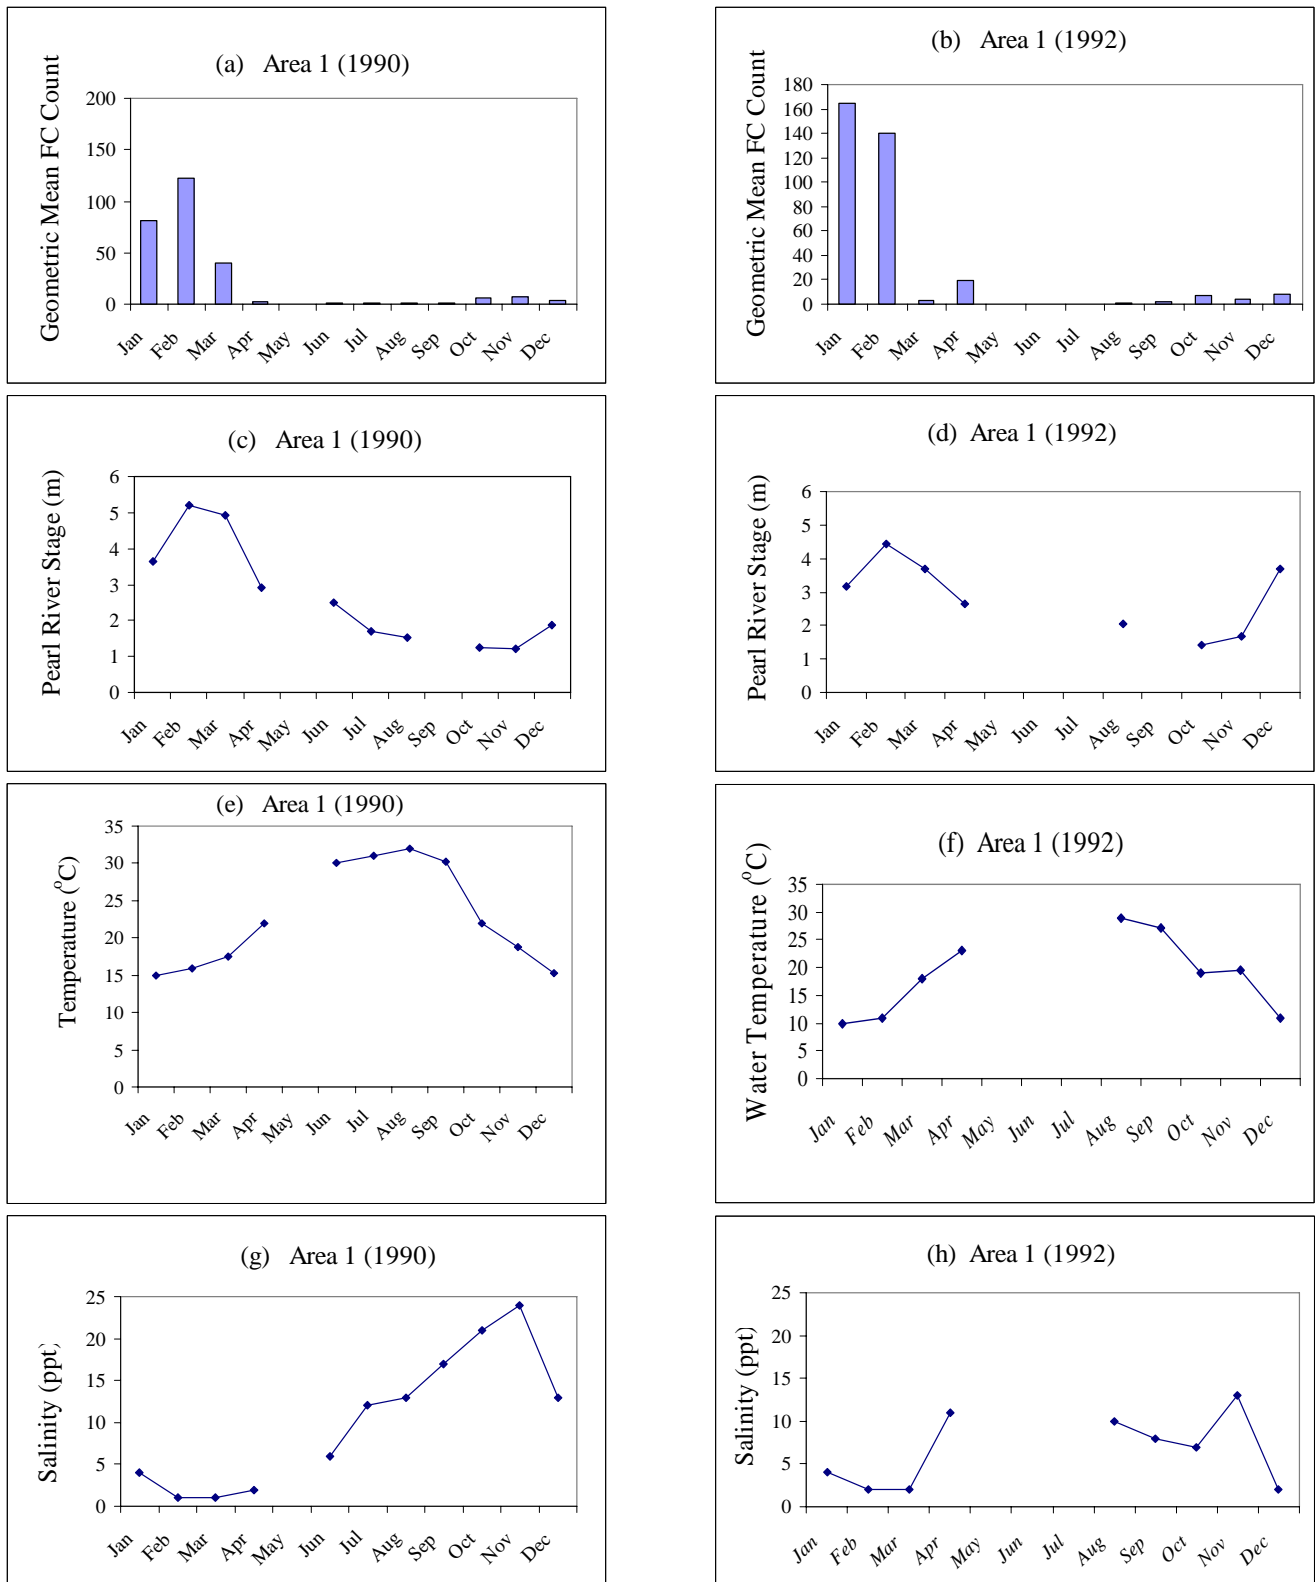 (a) Area 1 (1990)
Geometric Mean FC Count
200
150
100
50
0
Jan Feb Mar Apr May Jun Jul Aug Sep Oct Nov Dec
(b) Area 1 (1992)
Geometric Mean FC Count
180
160
140
120
100
80
60
40
20
0
Jan Feb Mar Apr May Jun Jul Aug Sep Oct Nov Dec
(c) Area 1 (1990)
Pearl River Stage (m)
6
5
4
3
2
1
0
Jan Feb Mar Apr May Jun Jul Aug Sep Oct Nov Dec
(d) Area 1 (1992)
Pearl River Stage (m)
6
5
4
3
2
1
0
Jan Feb Mar Apr May Jun Jul Aug Sep Oct Nov Dec
(e) Area 1 (1990)
Temperature (°C)
35
30
25
20
15
10
5
0
Jan Feb Mar Apr May Jun Jul Aug Sep Oct Nov Dec
(f) Area 1 (1992)
Water Temperature (°C)
35
30
25
20
15
10
5
0
Jan Feb Mar Apr May Jun Jul Aug Sep Oct Nov Dec
(g) Area 1 (1990)
Salinity (ppt)
25
20
15
10
5
0
Jan Feb Mar Apr May Jun Jul Aug Sep Oct Nov Dec
(h) Area 1 (1992)
Salinity (ppt)
25
20
15
10
5
0
Jan Feb Mar Apr May Jun Jul Aug Sep Oct Nov Dec